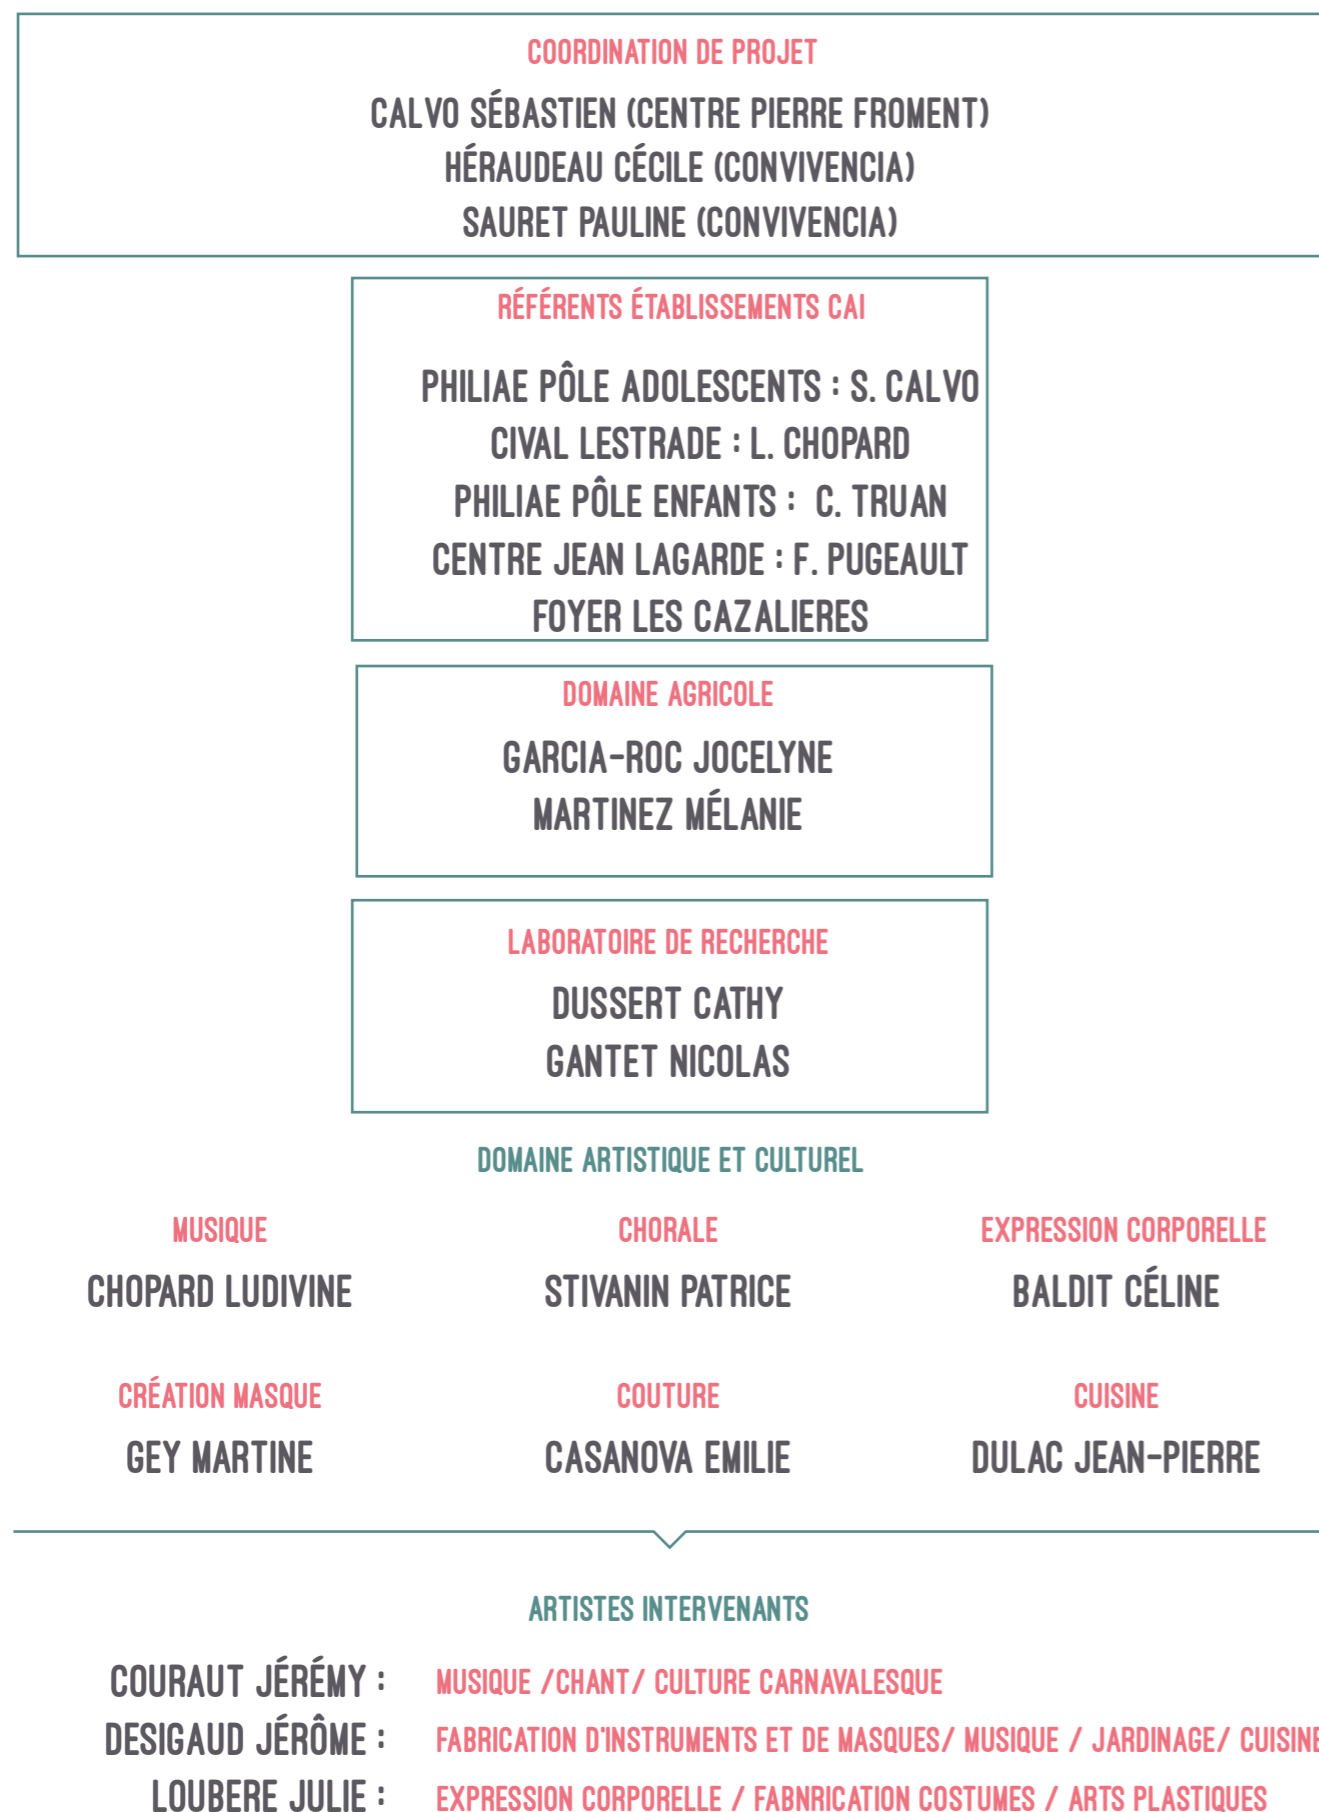 COORDINATION DE PROJET
CALVO SÉBASTIEN (CENTRE PIERRE FROMENT)
HÉRAUDEAU CÉCILE (CONVIVENCIA)
SAURET PAULINE (CONVIVENCIA)
RÉFÉRENTS ÉTABLISSEMENTS CAI
PHILIAE PÔLE ADOLESCENTS : S. CALVO
CIVAL LESTRADE : L. CHOPARD
PHILIAE PÔLE ENFANTS : C. TRUAN
CENTRE JEAN LAGARDE : F. PUGEAULT
FOYER LES CAZALIERES
DOMAINE AGRICOLE
GARCIA-ROC JOCELYNE
MARTINEZ MÉLANIE
LABORATOIRE DE RECHERCHE
DUSSERT CATHY
GANTET NICOLAS
DOMAINE ARTISTIQUE ET CULTUREL
MUSIQUE CHORALE EXPRESSION CORPORELLE
CHOPARD LUDIVINE STIVANIN PATRICE BALDIT CÉLINE
CRÉATION MASQUE COUTURE CUISINE
GEY MARTINE CASANOVA EMILIE DULAC JEAN-PIERRE
ARTISTES INTERVENANTS
COURAUT JÉRÉMY : MUSIQUE /CHANT/ CULTURE CARNAVALESQUE
DESIGAUD JÉRÔME : FABRICATION D'INSTRUMENTS ET DE MASQUES/ MUSIQUE / JARDINAGE/ CUISINE
LOUBERE JULIE : EXPRESSION CORPORELLE / FABNRICATION COSTUMES / ARTS PLASTIQUES